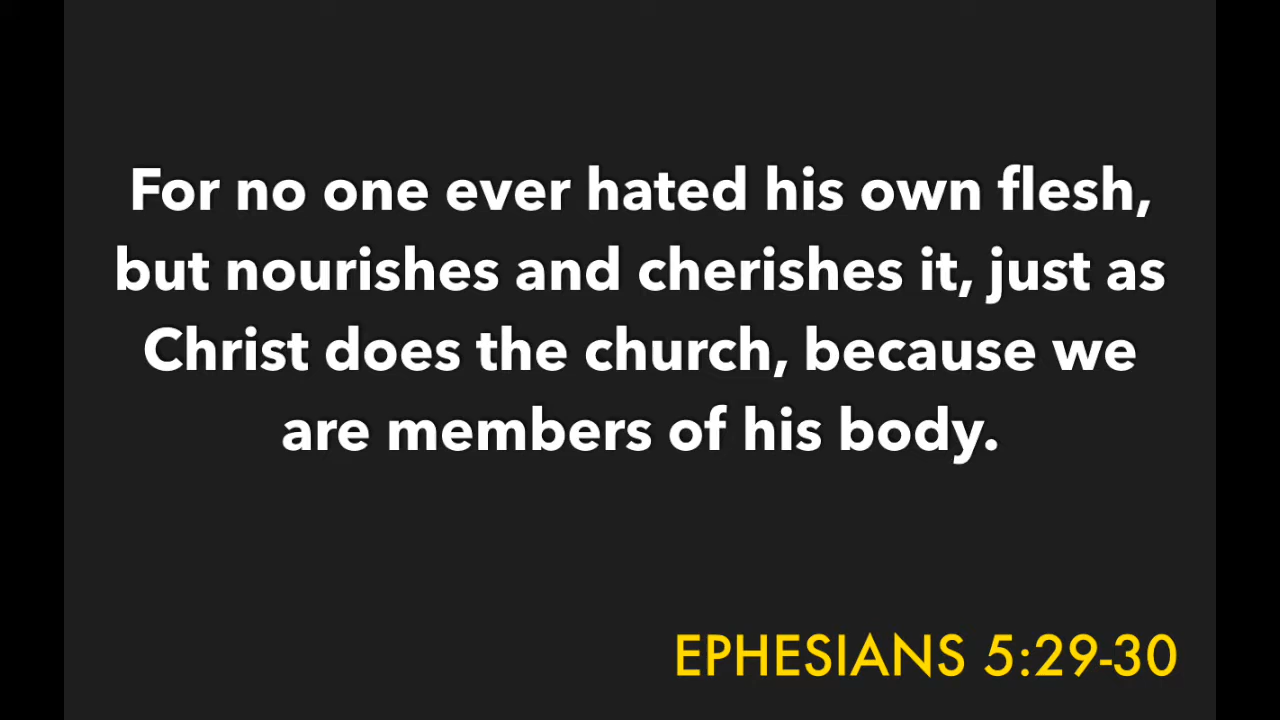 For no one ever hated his own flesh,
but nourishes and cherishes it, just as
Christ does the church, because we
are members of his body.
EPHESIANS 5:29-30